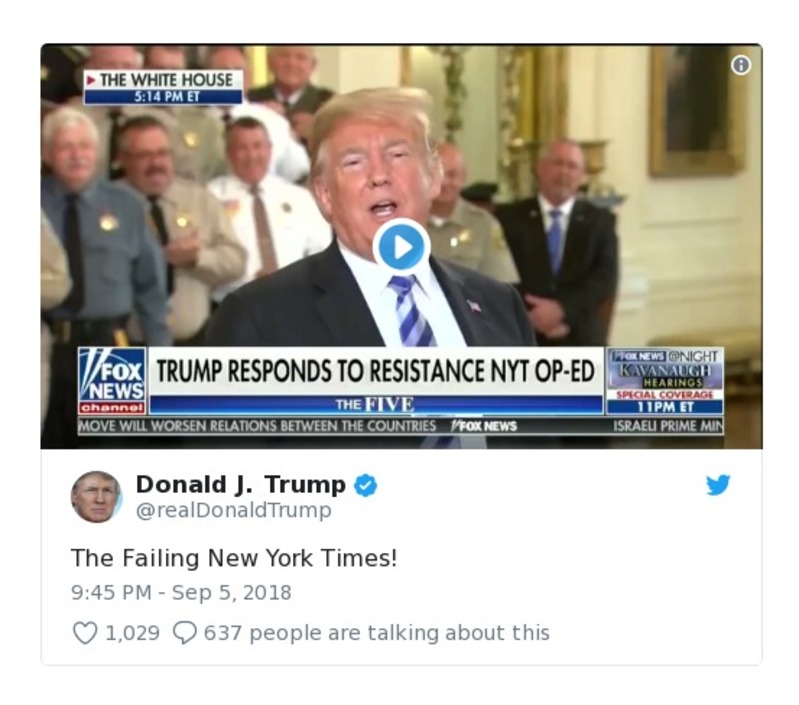 THE WHITE HOUSE
5:14 PM ET
FOX
NEWS
channel
TRUMP RESPONDS TO RESISTANCE NYT OP-ED
THE FIVE
FOX NEWS @NIGHT
KAVANAUGH
HEARINGS
SPECIAL COVERAGE
11PM ET
MOVE WILL WORSEN RELATIONS BETWEEN THE COUNTRIES FOX NEWS ISRAELI PRIME MIN
Donald J. Trump
@realDonaldTrump
The Failing New York Times!
9:45 PM - Sep 5, 2018
1,029 637 people are talking about this